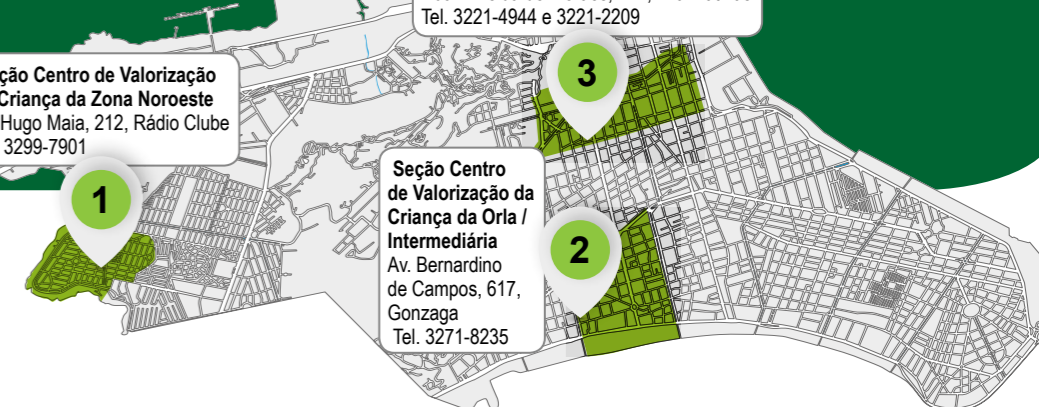 Tel. 3221-4944 e 3221-2209
3
ção Centro de Valorização
Criança da Zona Noroeste
Hugo Maia, 212, Rádio Clube
3299-7901
1
Seção Centro
de Valorização da
Criança da Orla /
Intermediária
Av. Bernardino
de Campos, 617,
Gonzaga
Tel. 3271-8235
2